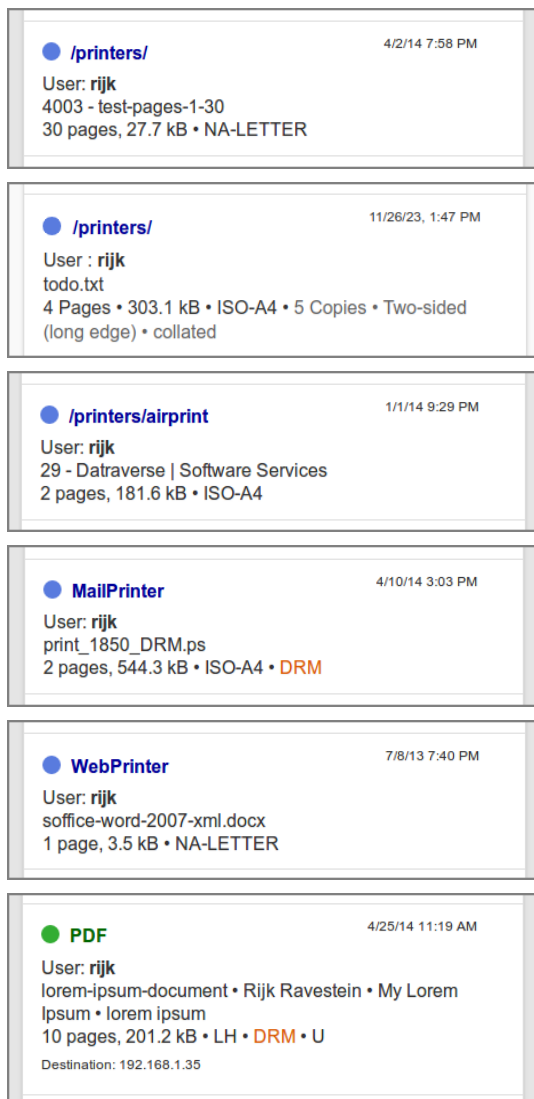 /printers/ 4/2/14 7:58 PM
User: rijk
4003 - test-pages-1-30
30 pages, 27.7 kB • NA-LETTER
/printers/ 11/26/23, 1:47 PM
User : rijk
todo.txt
4 Pages • 303.1 kB • ISO-A4 • 5 Copies • Two-sided
(long edge) • collated
/printers/airprint 1/1/14 9:29 PM
User: rijk
29 - Datraverse | Software Services
2 pages, 181.6 kB • ISO-A4
MailPrinter 4/10/14 3:03 PM
User: rijk
print_1850_DRM.ps
2 pages, 544.3 kB • ISO-A4 • DRM
WebPrinter 7/8/13 7:40 PM
User: rijk
soffice-word-2007-xml.docx
1 page, 3.5 kB • NA-LETTER
PDF 4/25/14 11:19 AM
User: rijk
lorem-ipsum-document • Rijk Ravestein • My Lorem
Ipsum • lorem ipsum
10 pages, 201.2 kB • LH • DRM • U
Destination: 192.168.1.35